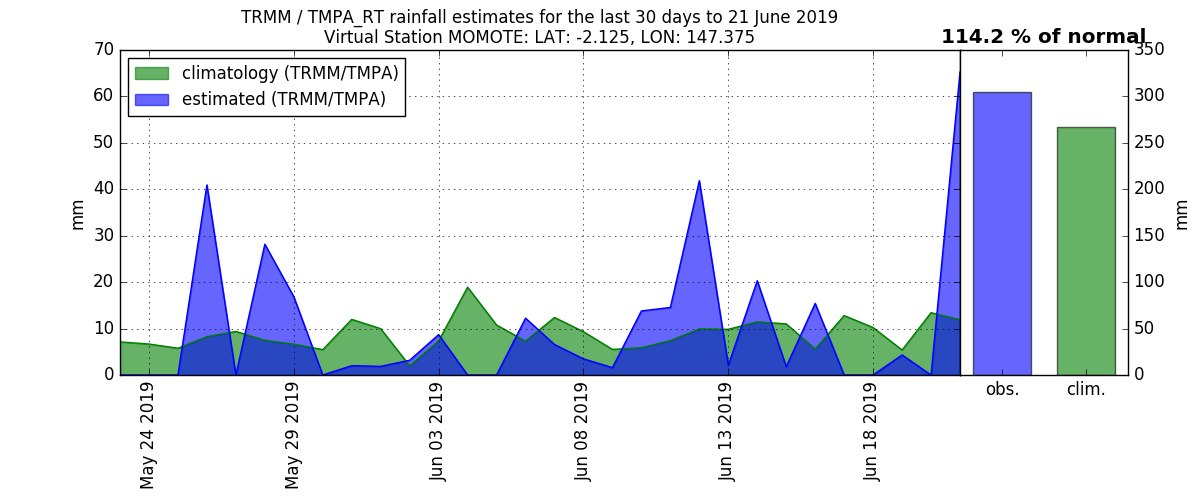 TRMM / TMPA_RT rainfall estimates for the last 30 days to 21 June 2019
Virtual Station MOMOTE: LAT: -2.125, LON: 147.375
114.2 % of normal
climatology (TRMM/TMPA)
estimated (TRMM/TMPA)
mm
70
60
50
40
30
20
10
0
May 24 2019
May 29 2019
Jun 03 2019
Jun 08 2019
Jun 13 2019
Jun 18 2019
obs.
clim.
350
300
250
200
150
100
50
0
mm